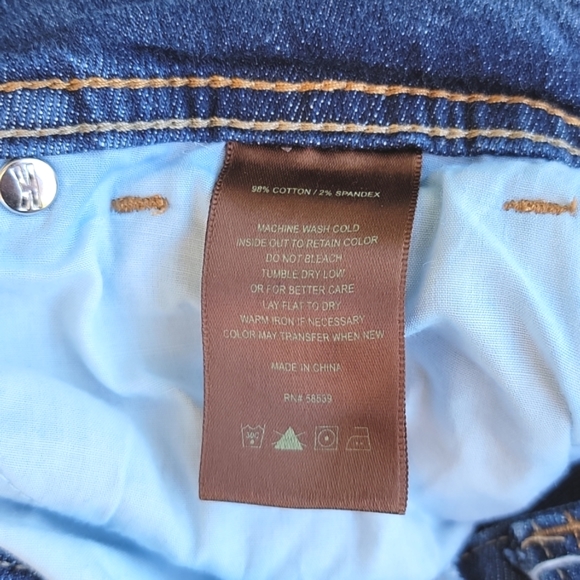 98% COTTON / 2% SPANDEX
MACHINE WASH COLD
INSIDE OUT TO RETAIN COLOR
DO NOT BLEACH
TUMBLE DRY LOW
OR FOR BETTER CARE
LAY FLAT TO DRY
WARM IRON IF NECESSARY
COLOR MAY TRANSFER WHEN NEW
MADE IN CHINA
RN# 58539